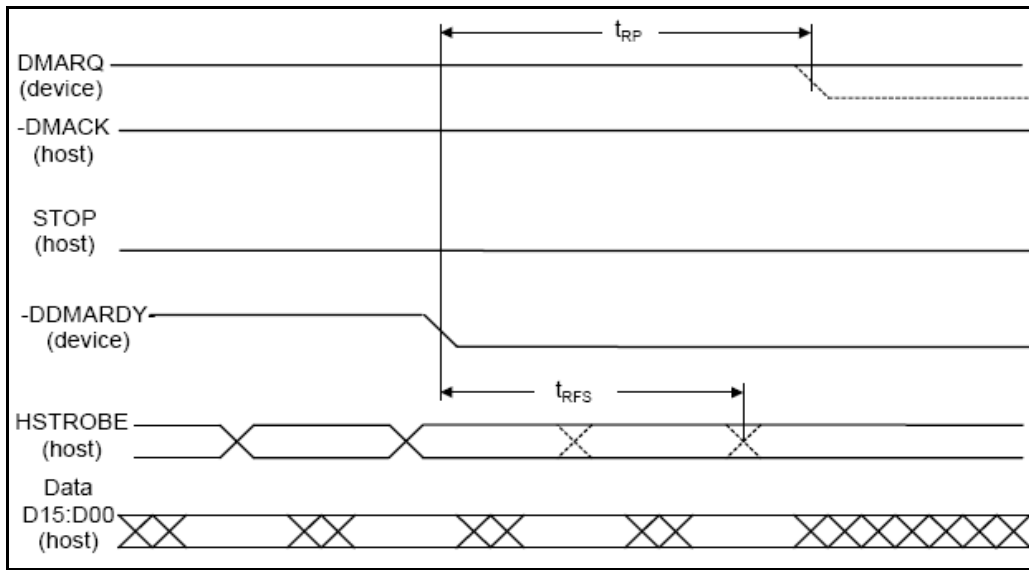 tRP
DMARQ
(device)
-DMACK
(host)
STOP
(host)
-DDMARDY
(device)
tRFS
HSTROBE
(host)
Data
D15:D00
(host)